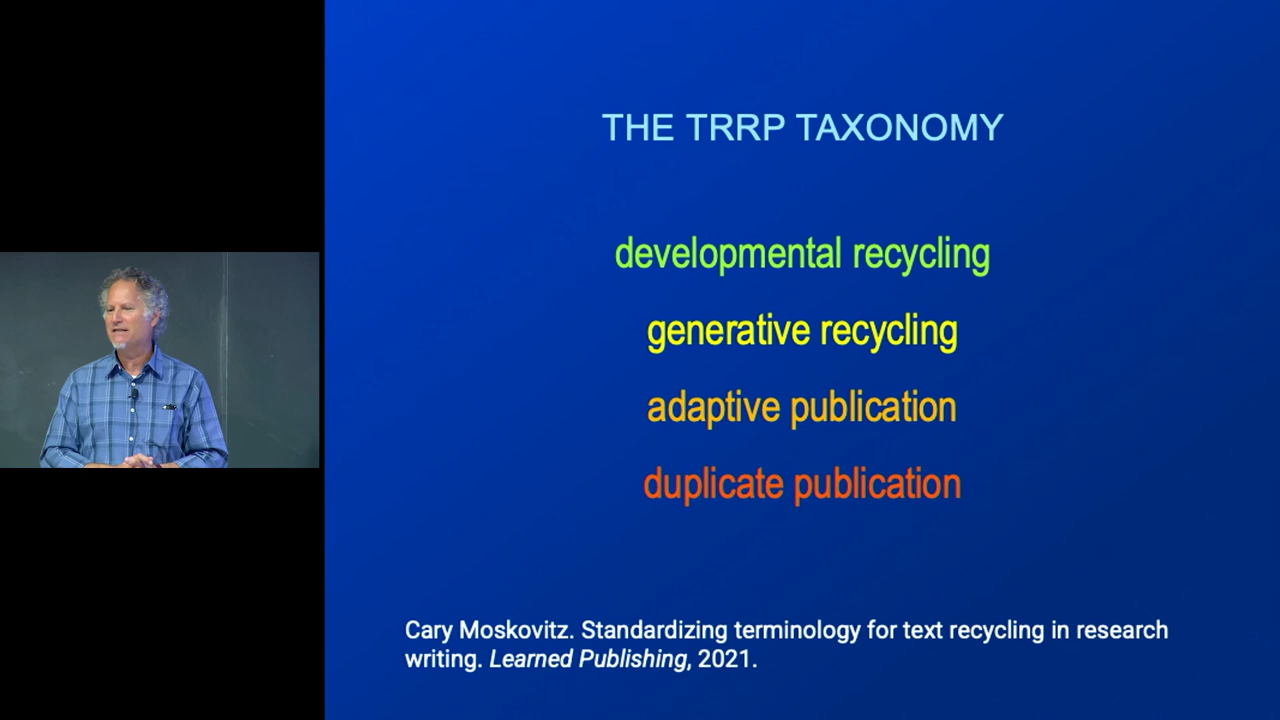 THE TRRP TAXONOMY
developmental recycling
generative recycling
adaptive publication
duplicate publication
Cary Moskovitz. Standardizing terminology for text recycling in research
writing. Learned Publishing, 2021.